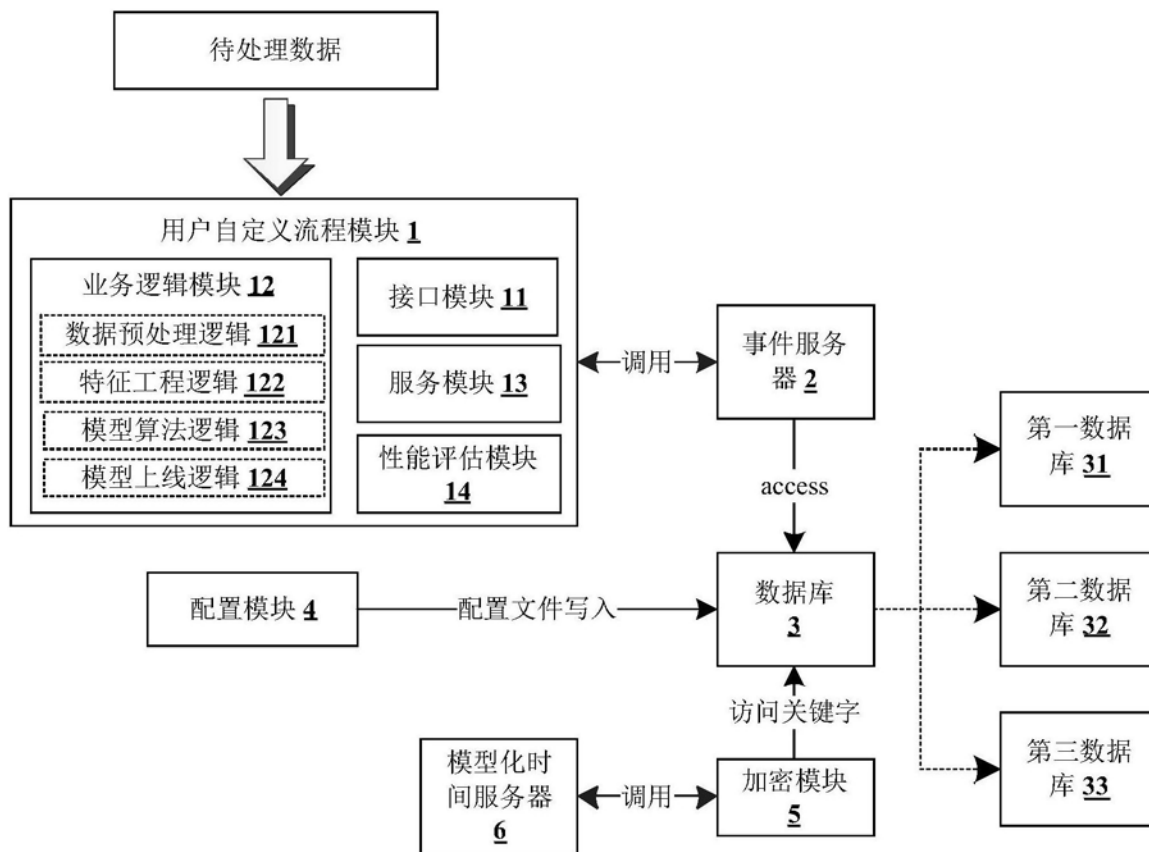 待处理数据
用户自定义流程模块 1
业务逻辑模块 12
数据预处理逻辑 121
特征工程逻辑 122
模型算法逻辑 123
模型上线逻辑 124
接口模块 11
服务模块 13
性能评估模块
14
调用
事件服务
器 2
access
第一数据
库 31
配置模块 4
配置文件写入
数据库
3
第二数据
库 32
访问关键字
模型化时
间服务器
6
调用
加密模块
5
第三数据
库 33